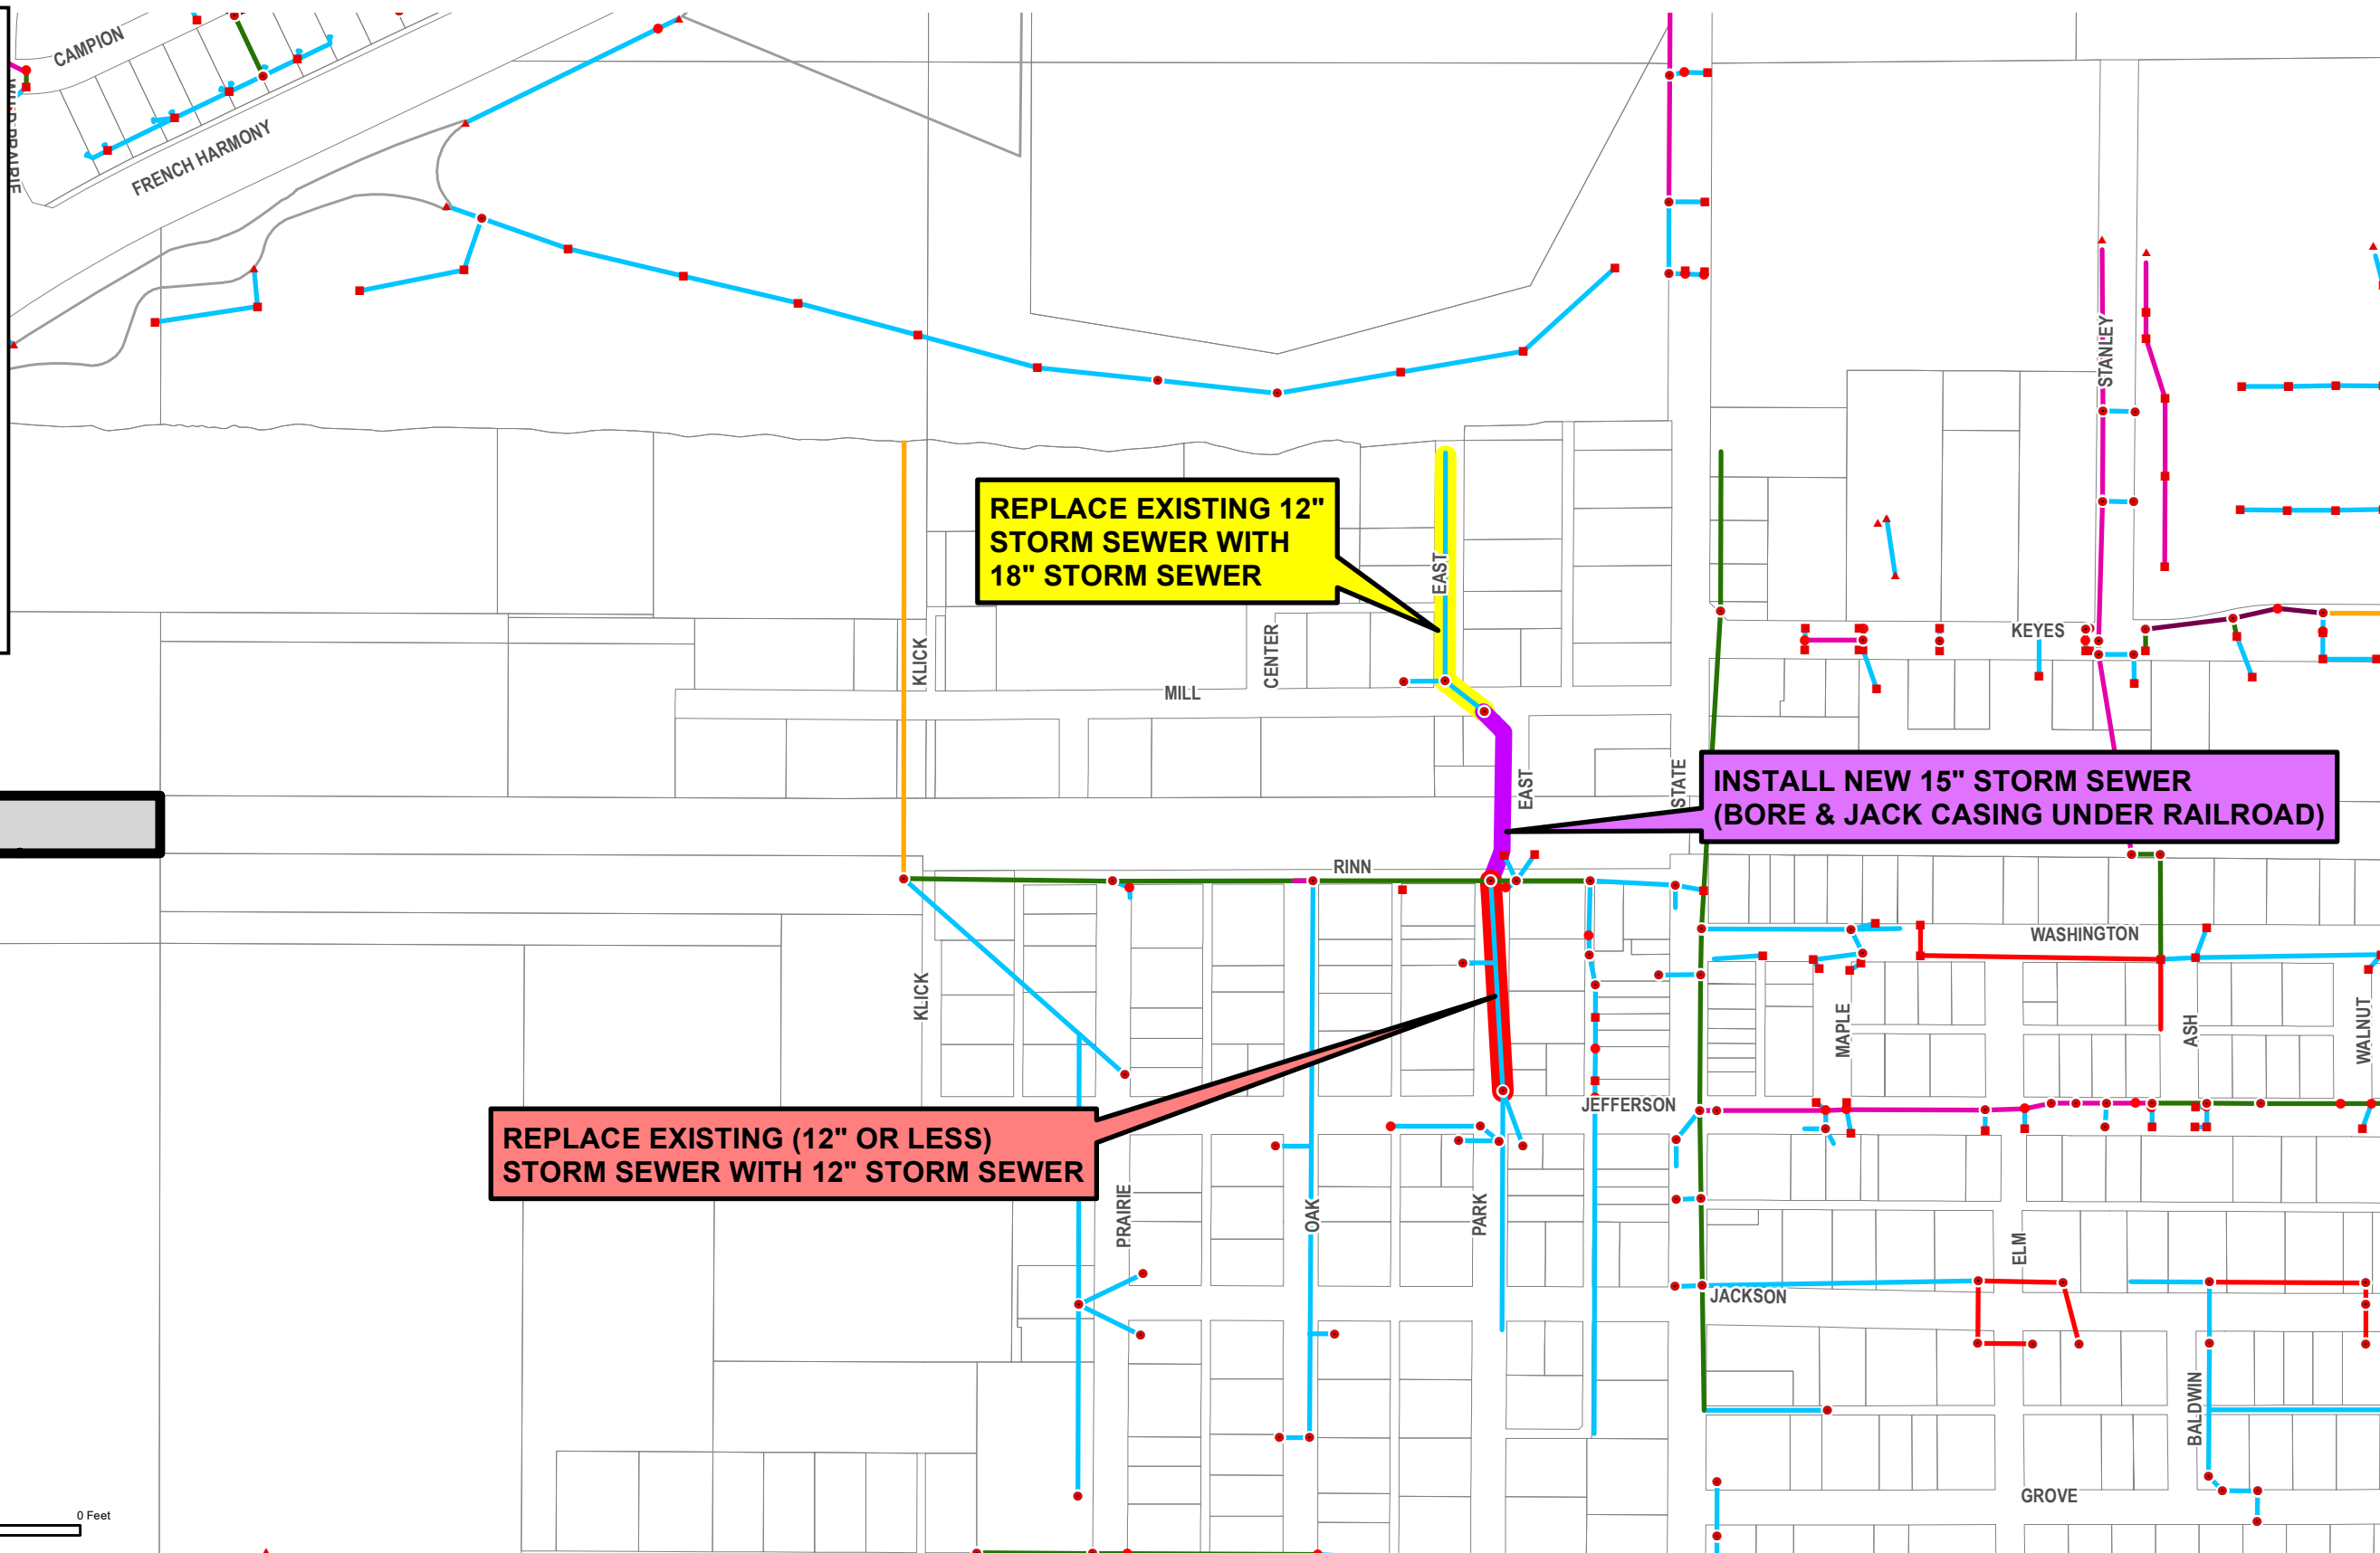 CAMPION
WILD PRAIRIE
FRENCH HARMONY
STANLEY
REPLACE EXISTING 12"
STORM SEWER WITH
18" STORM SEWER
EAST
KLICK
CENTER
MILL
KEYES
EAST
STATE
INSTALL NEW 15" STORM SEWER
(BORE & JACK CASING UNDER RAILROAD)
RINN
WASHINGTON
KLICK
MAPLE
ASH
WALNUT
JEFFERSON
REPLACE EXISTING (12" OR LESS)
STORM SEWER WITH 12" STORM SEWER
PRAIRIE
OAK
PARK
ELM
JACKSON
BALDWIN
GROVE
0 Feet